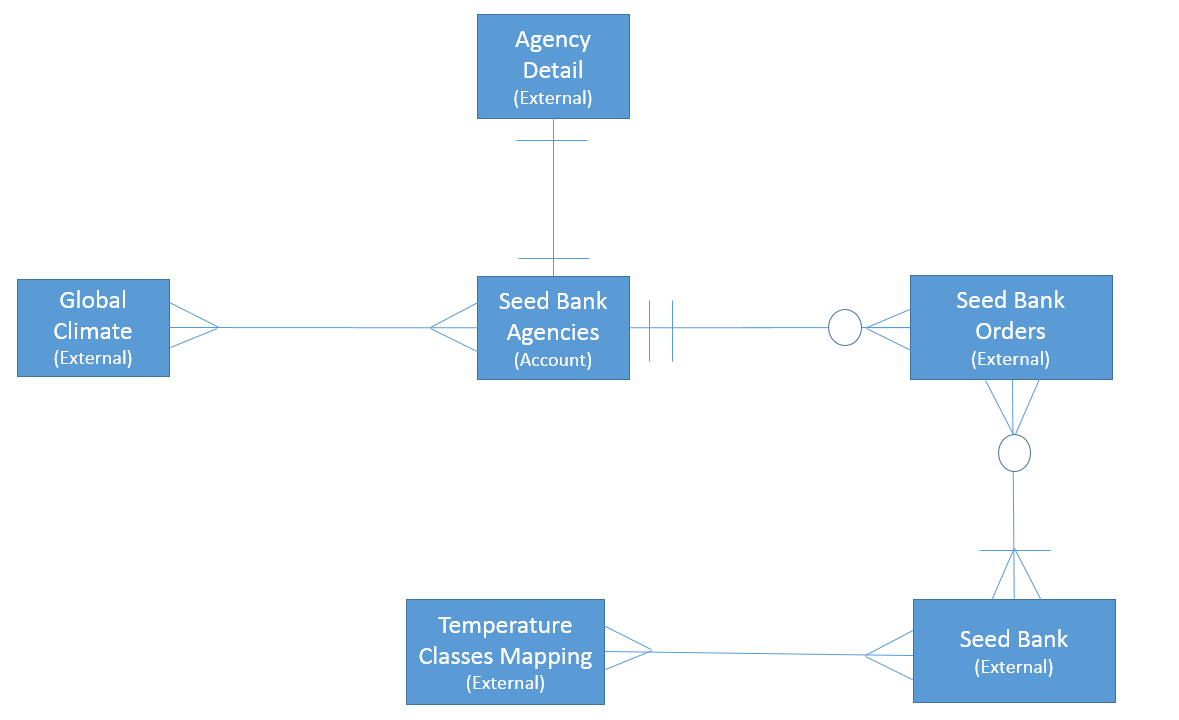 Agency
Detail
(External)
Global
Climate
(External)
Seed Bank
Agencies
(Account)
Seed Bank
Orders
(External)
Temperature
Classes Mapping
(External)
Seed Bank
(External)